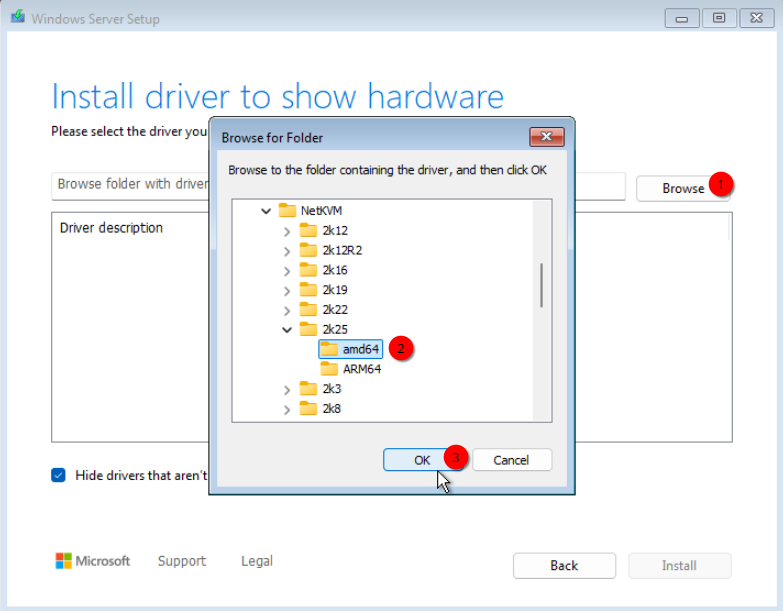 Windows Server Setup
Install driver to show hardware
Please select the driver you
Browse for Folder
Browse to the folder containing the driver, and then click OK
Browse folder with driver
Browse 1
Driver description
NetKVM
2k12
2k12R2
2k16
2k19
2k22
2k25
amd64 2
ARM64
2k3
2k8
OK 3 Cancel
Hide drivers that aren't
Microsoft Support Legal
Back Install